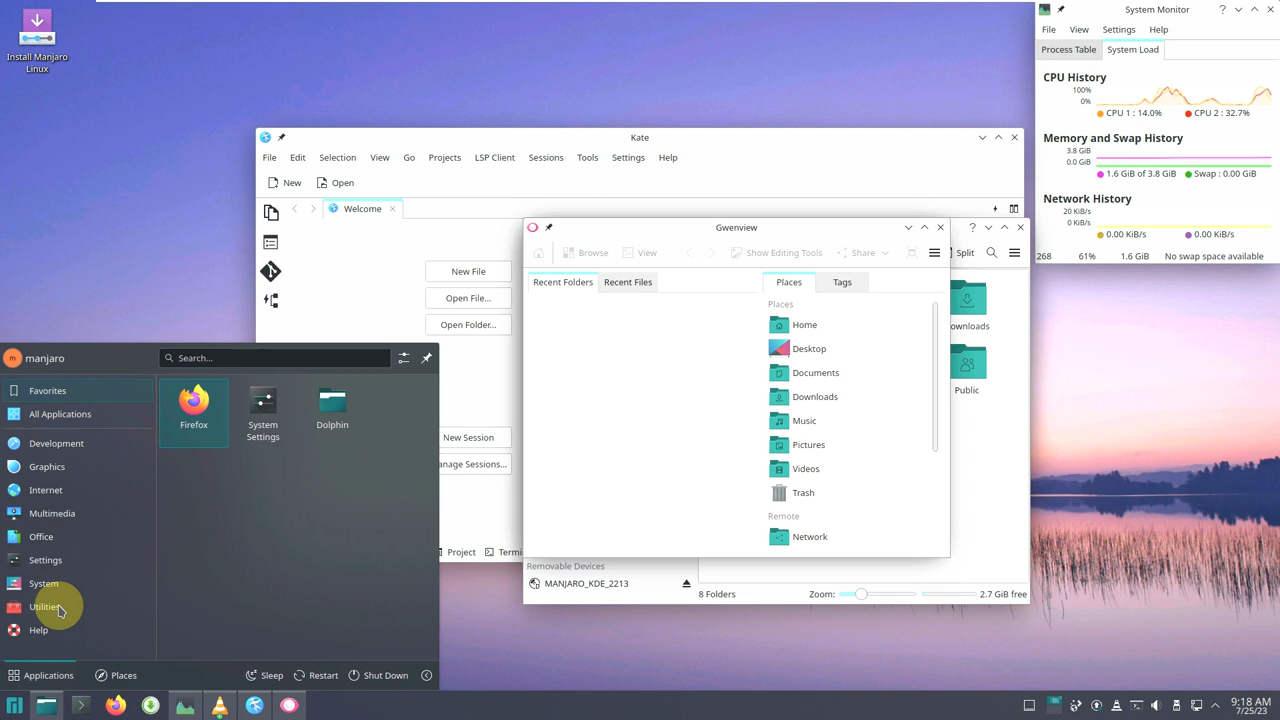 Install Manjaro
Linux
System Monitor
File View Settings Help
Process Table System Load
CPU History
100%
0%
CPU 1 : 14.0% CPU 2 : 32.7%
Memory and Swap History
3.8 GiB
0.0 GiB
1.6 GiB of 3.8 GiB Swap : 0.00 GiB
Network History
20 KiB/s
0 KiB/s
0.00 KiB/s 0.00 KiB/s
268 61% 1.6 GiB No swap space available
Kate
File Edit Selection View Go Projects LSP Client Sessions Tools Settings Help
New Open
Welcome
New File
Open File...
Open Folder...
New Session
anage Sessions...
Project Termi
Gwenview
Browse View Show Editing Tools Share
Recent Folders Recent Files
Places Tags
Places
Home
Desktop
Documents
Downloads
Music
Pictures
Videos
Trash
Remote
Network
Split
ownloads
Public
Removable Devices
MANJARO_KDE_2213
8 Folders Zoom: 2.7 GiB free
m manjaro Search...
Favorites
All Applications
Development
Graphics
Internet
Multimedia
Office
Settings
System
Utilities
Help
Firefox
System
Settings
Dolphin
Applications Places Sleep Restart Shut Down
9:18 AM
7/25/23